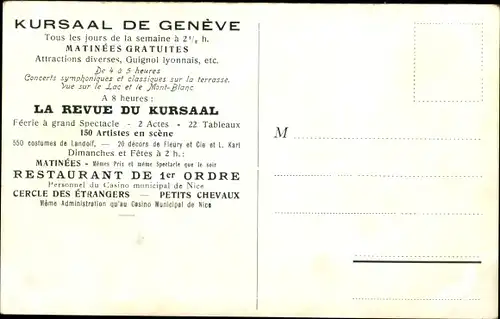 KURSAAL DE GENÈVE
Tous les jours de la semaine à 2 1/2 h.
MATINÉES GRATUITES
Attractions diverses, Guignol lyonnais, etc.
De 4 à 5 heures
Concerts symphoniques et classiques sur la terrasse.
Vue sur le Lac et le Mont-Blanc
A 8 heures :
LA REVUE DU KURSAAL
Féerie à grand Spectacle - 2 Actes - 22 Tableaux
150 Artistes en scène
550 costumes de Landolf, — 20 décors de Fleury et Cie et L. Karl
Dimanches et Fêtes à 2 h. :
MATINÉES - Mêmes Prix et même Spectacle que le soir
RESTAURANT DE 1er ORDRE
Personnel du Casino municipal de Nice
CERCLE DES ÉTRANGERS — PETITS CHEVAUX
Même Administration qu'au Casino Municipal de Nice
M